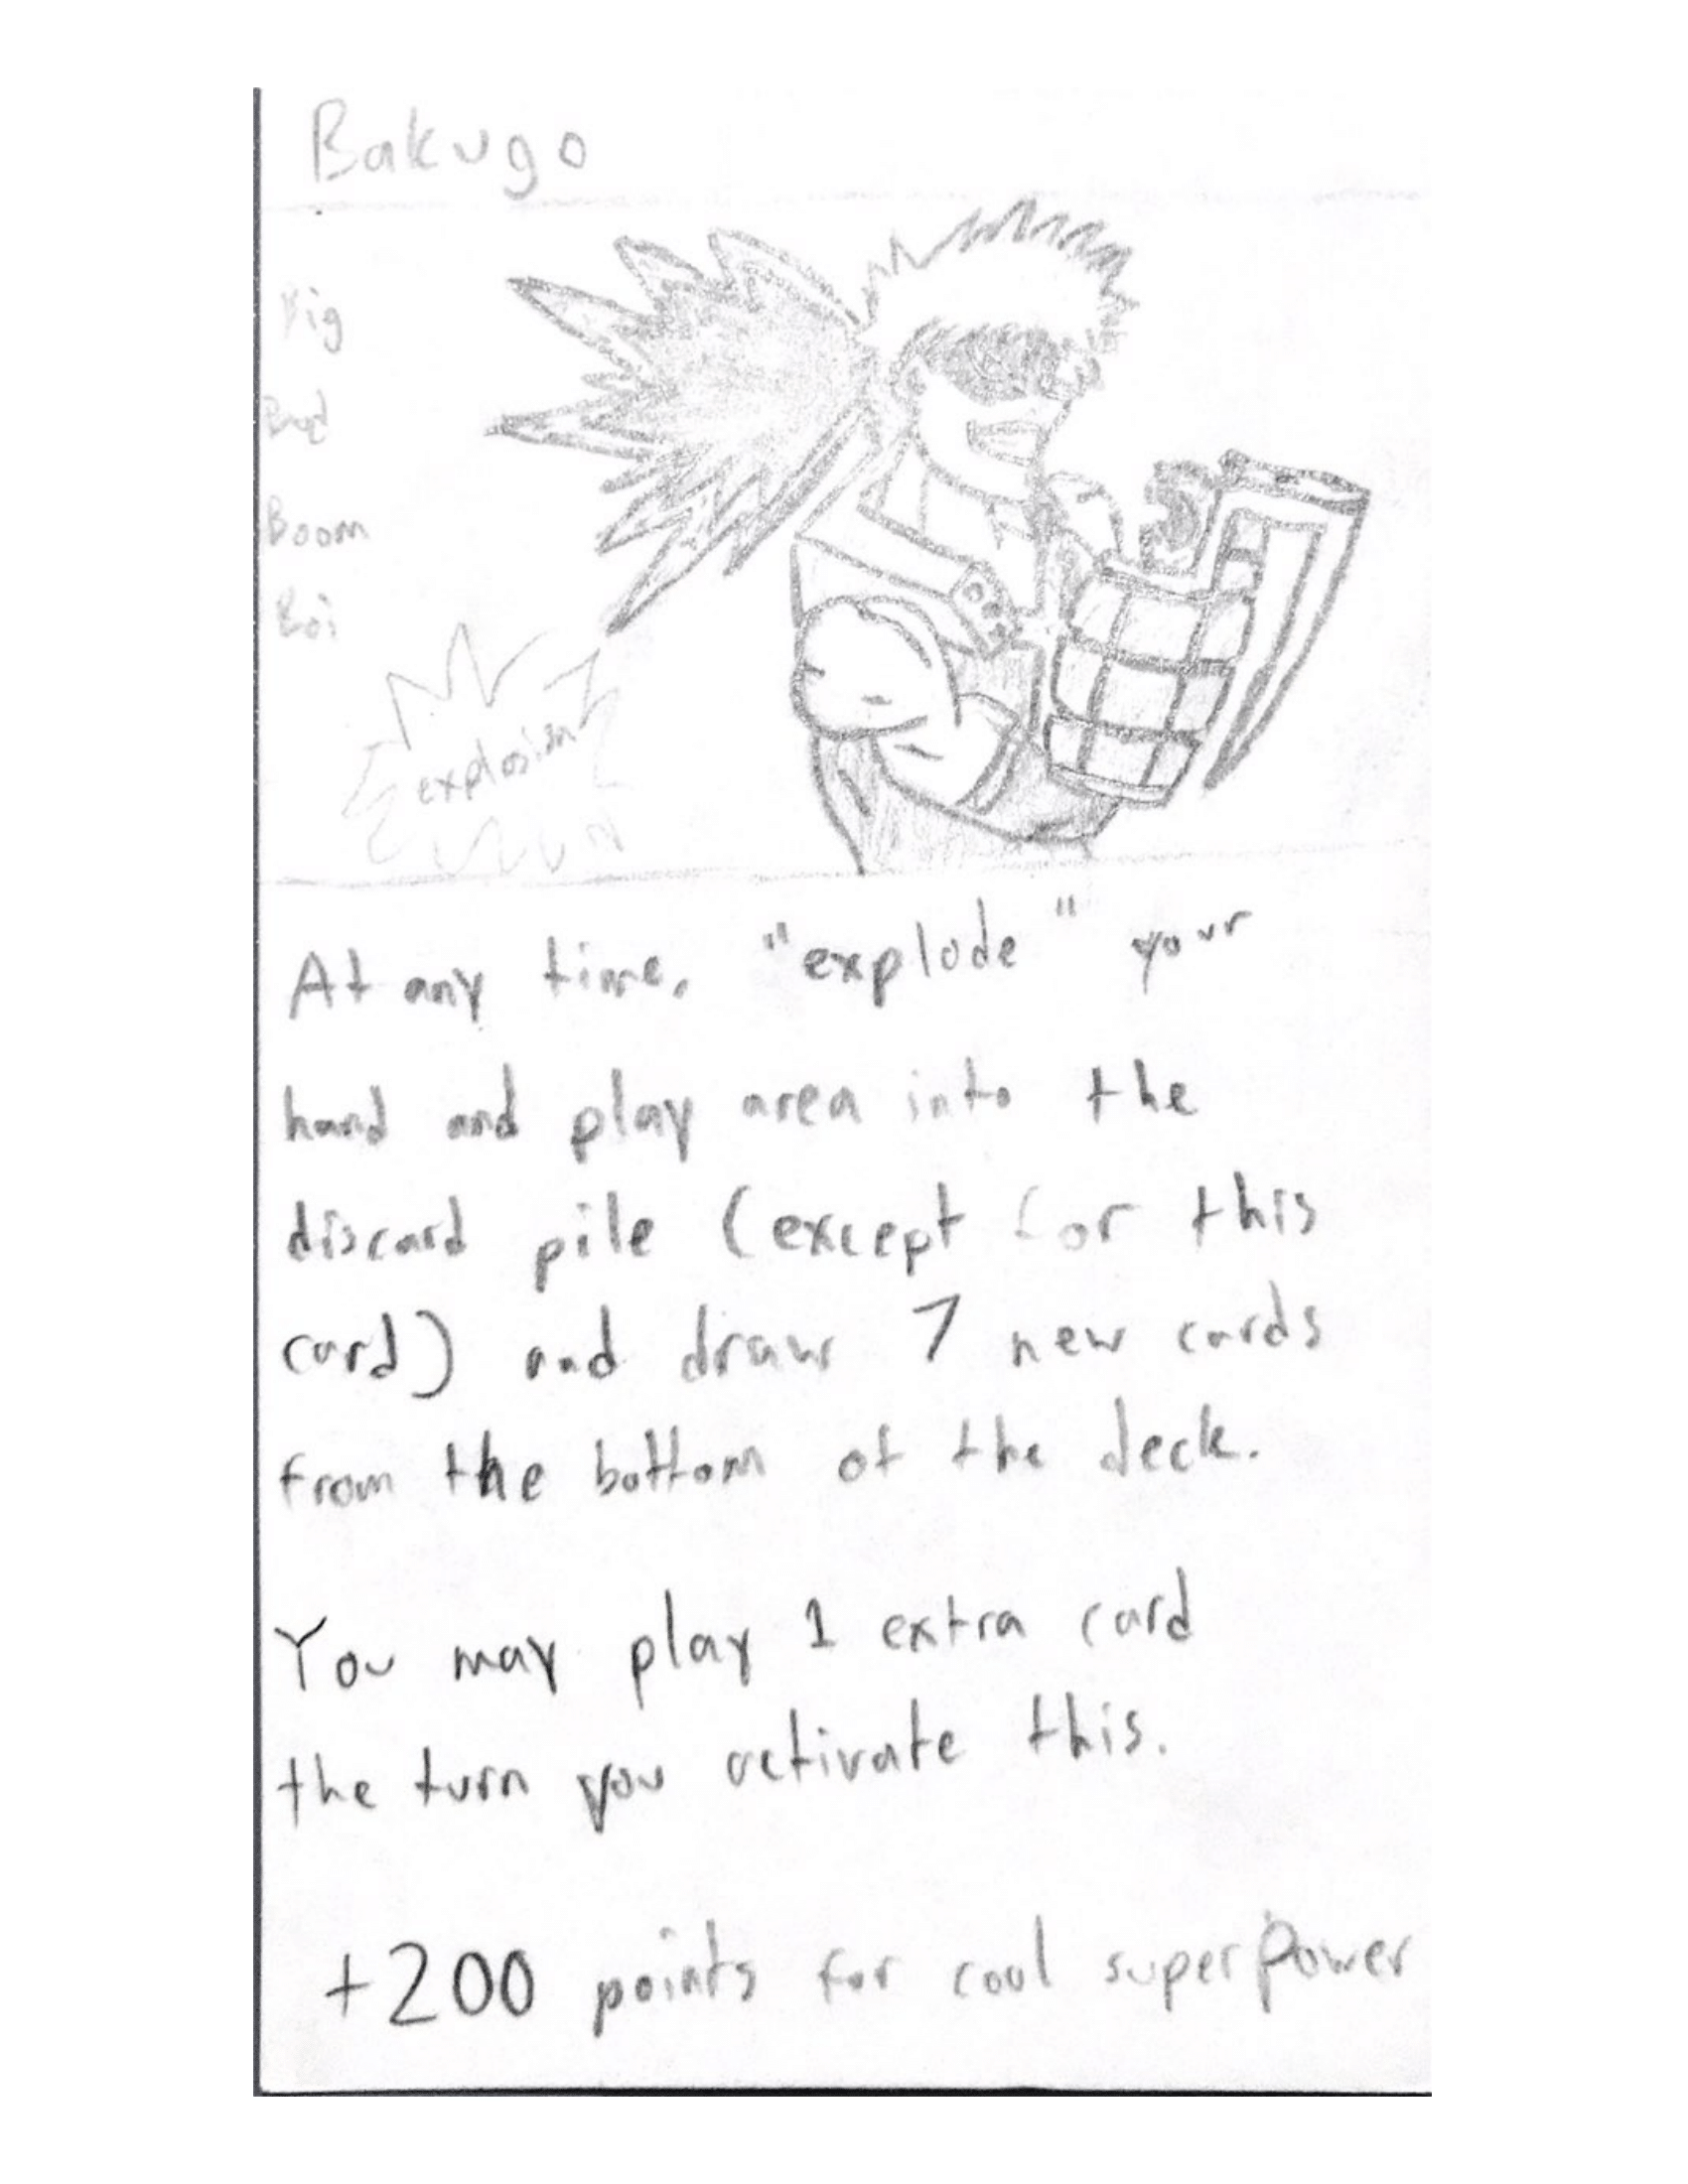 Bakugo
Big
Bad
Boom
Boi
explosion
At any time, "explode" your
hand and play area into the
discard pile (except for this
card) and draw 7 new cards
from the bottom of the deck.
You may play 1 extra card
the turn you activate this.
+200 points for cool superpower